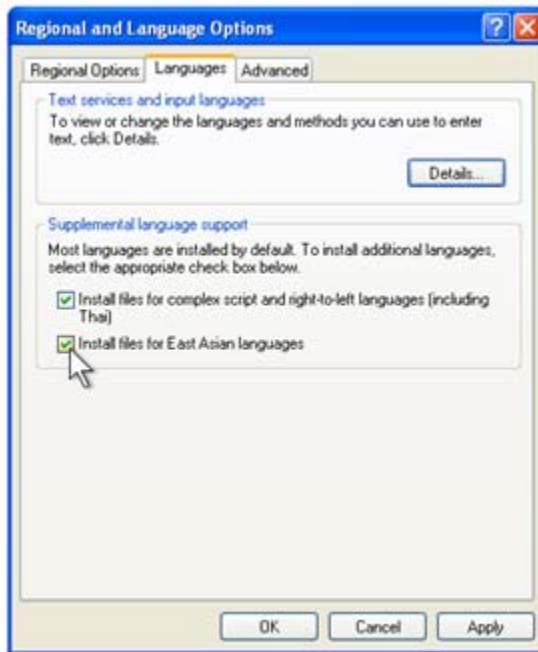 Regional and Language Options
Regional Options Languages Advanced
Text services and input languages
To view or change the languages and methods you can use to enter
text, click Details.
Details...
Supplemental language support
Most languages are installed by default. To install additional languages,
select the appropriate check box below.
Install files for complex script and right-to-left languages (including
Thai)
Install files for East Asian languages
OK Cancel Apply